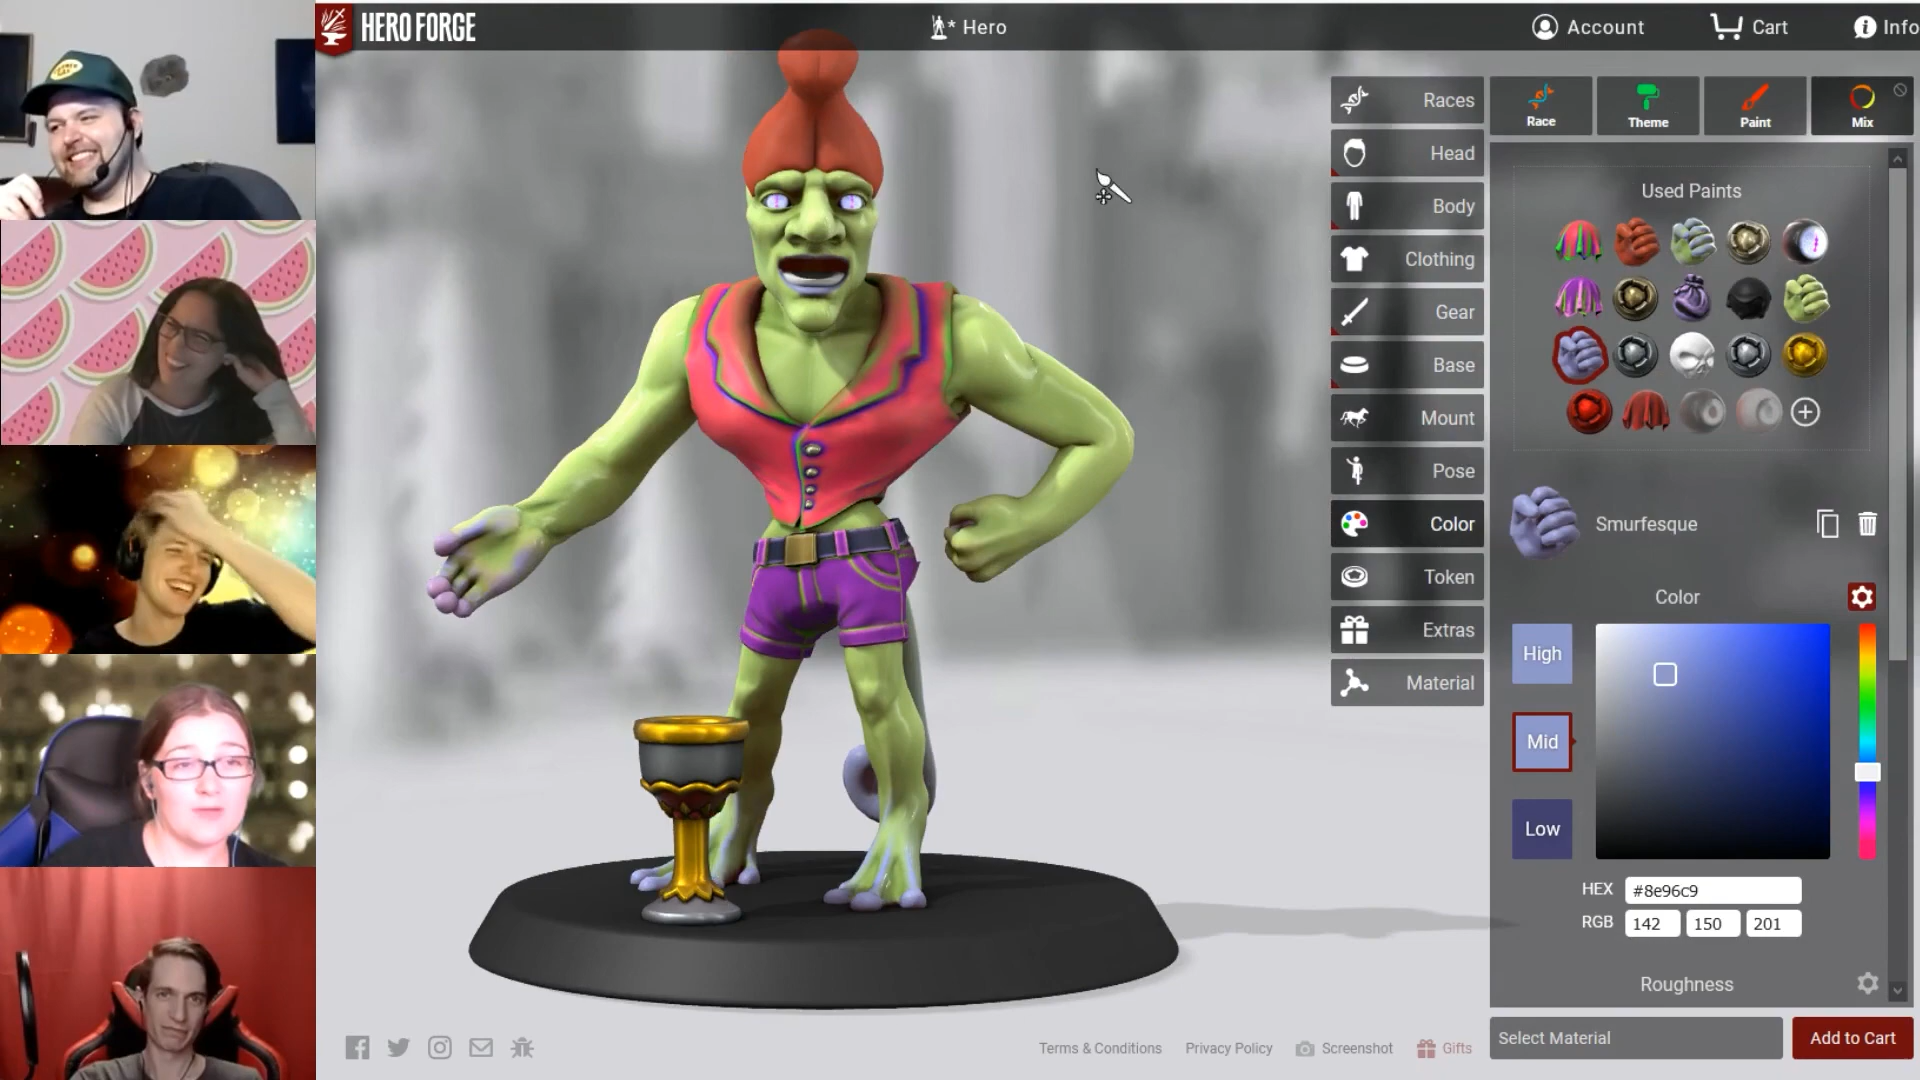 HERO FORGE
* Hero
Account
Cart
Info
Races
Head
Body
Clothing
Gear
Base
Mount
Pose
Color
Token
Extras
Material
Race
Theme
Paint
Mix
Used Paints
Smurfesque
Color
High
Mid
Low
HEX #8e96c9
RGB 142 150 201
Roughness
Select Material
Add to Cart
Terms & Conditions
Privacy Policy
Screenshot
Gifts